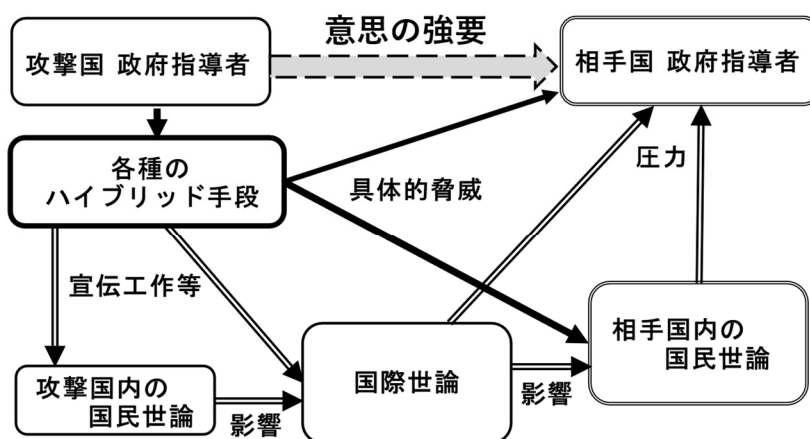 意思の強要
攻撃国 政府指導者
相手国 政府指導者
各種の
ハイブリッド手段
具体的脅威
圧力
宣伝工作等
攻撃国内の
国民世論
影響
国際世論
影響
相手国内の
国民世論